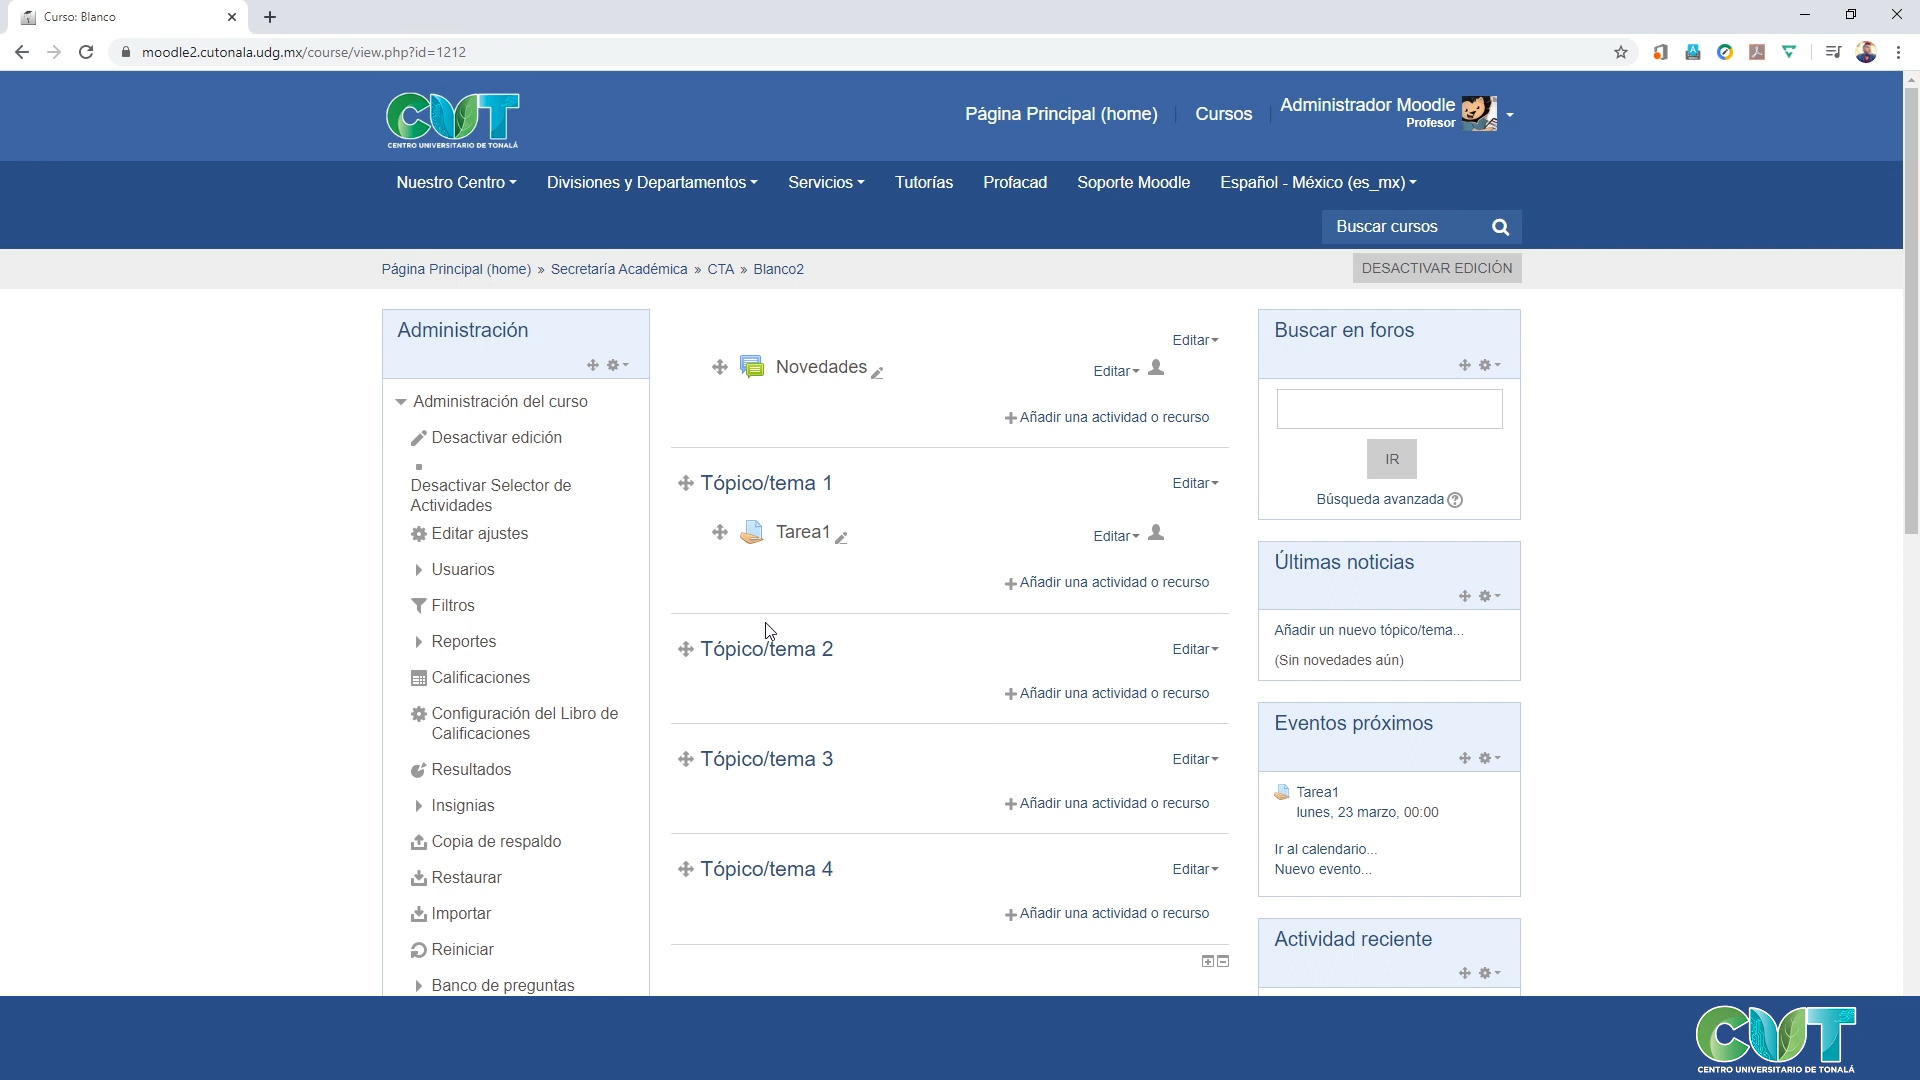 Curso: Blanco
moodle2.cutonala.udg.mx/course/view.php?id=1212
CUT
CENTRO UNIVERSITARIO DE TONALÁ
Página Principal (home)
Cursos
Administrador Moodle
Profesor
Nuestro Centro
Divisiones y Departamentos
Servicios
Tutorías
Profacad
Soporte Moodle
Español - México (es_mx)
Buscar cursos
Página Principal (home) » Secretaría Académica » CTA » Blanco2
DESACTIVAR EDICIÓN
Administración
Administración del curso
Desactivar edición
Desactivar Selector de
Actividades
Editar ajustes
Usuarios
Filtros
Reportes
Calificaciones
Configuración del Libro de
Calificaciones
Resultados
Insignias
Copia de respaldo
Restaurar
Importar
Reiniciar
Banco de preguntas
Editar
Novedades
Editar
Añadir una actividad o recurso
Tópico/tema 1
Editar
Tarea1
Editar
Añadir una actividad o recurso
Tópico/tema 2
Editar
Añadir una actividad o recurso
Tópico/tema 3
Editar
Añadir una actividad o recurso
Tópico/tema 4
Editar
Añadir una actividad o recurso
Buscar en foros
IR
Búsqueda avanzada
Últimas noticias
Añadir un nuevo tópico/tema...
(Sin novedades aún)
Eventos próximos
Tarea1
lunes, 23 marzo, 00:00
Ir al calendario...
Nuevo evento...
Actividad reciente
CUT
CENTRO UNIVERSITARIO DE TONALÁ